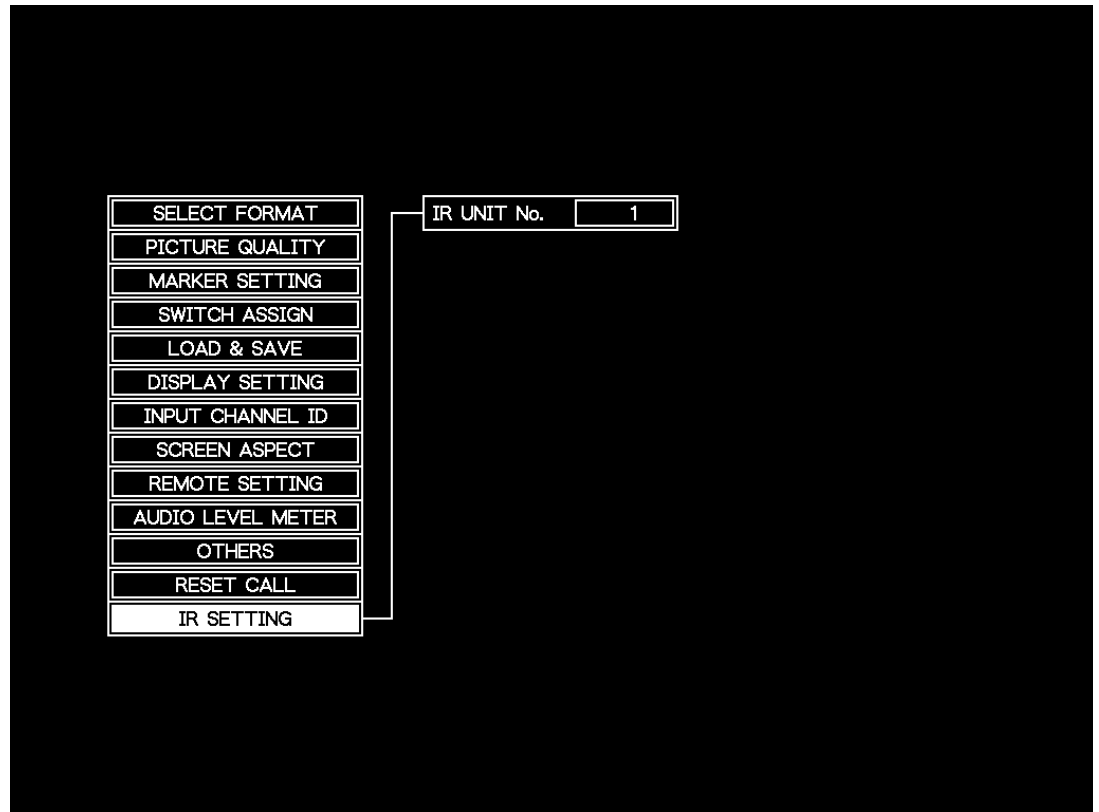 SELECT FORMAT
PICTURE QUALITY
MARKER SETTING
SWITCH ASSIGN
LOAD & SAVE
DISPLAY SETTING
INPUT CHANNEL ID
SCREEN ASPECT
REMOTE SETTING
AUDIO LEVEL METER
OTHERS
RESET CALL
IR SETTING
IR UNIT No. 1